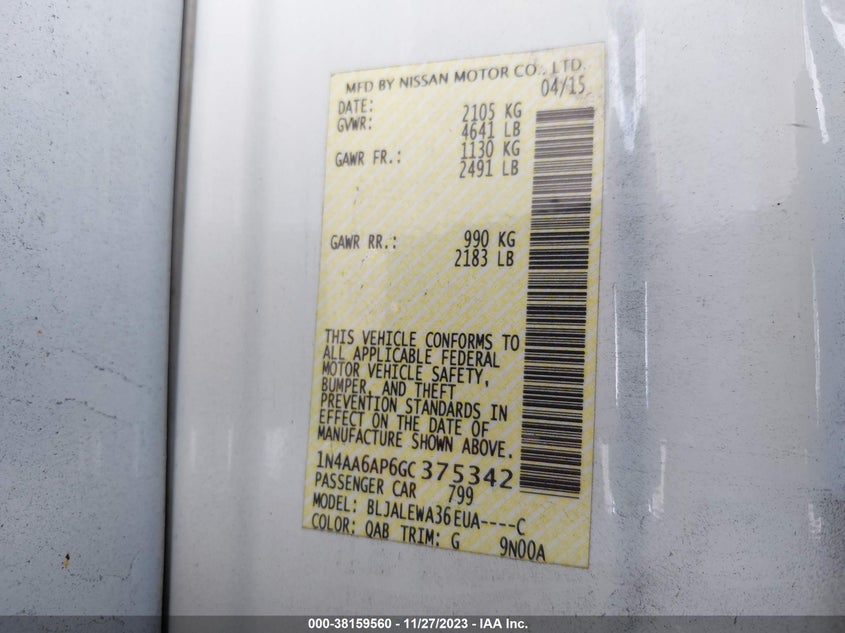 MFD BY NISSAN MOTOR CO., LTD.
DATE: 04/15
GVWR: 2105 KG
4641 LB
GAWR FR.: 1130 KG
2491 LB
GAWR RR.: 990 KG
2183 LB
THIS VEHICLE CONFORMS TO
ALL APPLICABLE FEDERAL
MOTOR VEHICLE SAFETY,
BUMPER, AND THEFT
PREVENTION STANDARDS IN
EFFECT ON THE DATE OF
MANUFACTURE SHOWN ABOVE.
1N4AA6AP6GC375342
PASSENGER CAR 799
MODEL: BLJALEWA36EUA----C
COLOR: QAB TRIM: G 9N00A
000-38159560 - 11/27/2023 - IAA Inc.